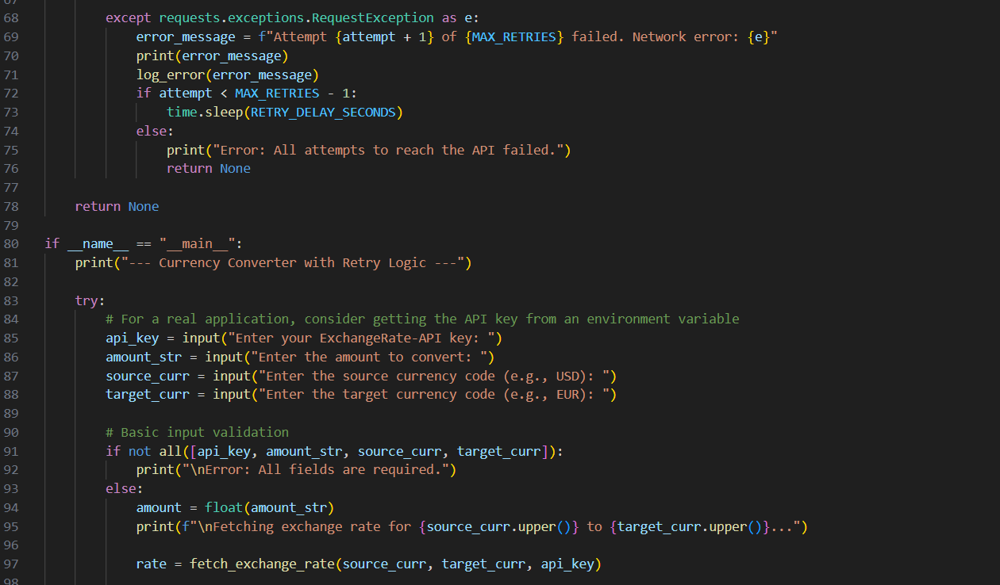 68 except requests.exceptions.RequestException as e:
69 error_message = f"Attempt {attempt + 1} of {MAX_RETRIES} failed. Network error: {e}"
70 print(error_message)
71 log_error(error_message)
72 if attempt < MAX_RETRIES - 1:
73 time.sleep(RETRY_DELAY_SECONDS)
74 else:
75 print("Error: All attempts to reach the API failed.")
76 return None
77
78 return None
79
80 if __name__ == "__main__":
81 print("--- Currency Converter with Retry Logic ---")
82
83 try:
84 # For a real application, consider getting the API key from an environment variable
85 api_key = input("Enter your ExchangeRate-API key: ")
86 amount_str = input("Enter the amount to convert: ")
87 source_curr = input("Enter the source currency code (e.g., USD): ")
88 target_curr = input("Enter the target currency code (e.g., EUR): ")
89
90 # Basic input validation
91 if not all([api_key, amount_str, source_curr, target_curr]):
92 print("\nError: All fields are required.")
93 else:
94 amount = float(amount_str)
95 print(f"\nFetching exchange rate for {source_curr.upper()} to {target_curr.upper()}...")
96
97 rate = fetch_exchange_rate(source_curr, target_curr, api_key)
98